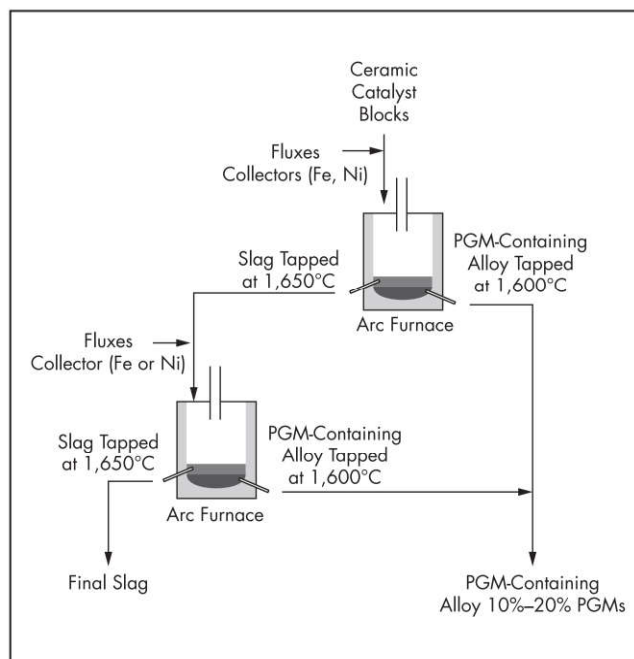 Ceramic
Catalyst
Blocks
Fluxes
Collectors (Fe, Ni)
Slag Tapped
at 1,650°C
PGM-Containing
Alloy Tapped
at 1,600°C
Arc Furnace
Fluxes
Collector (Fe or Ni)
Slag Tapped
at 1,650°C
PGM-Containing
Alloy Tapped
at 1,600°C
Arc Furnace
Final Slag
PGM-Containing
Alloy 10%–20% PGMs